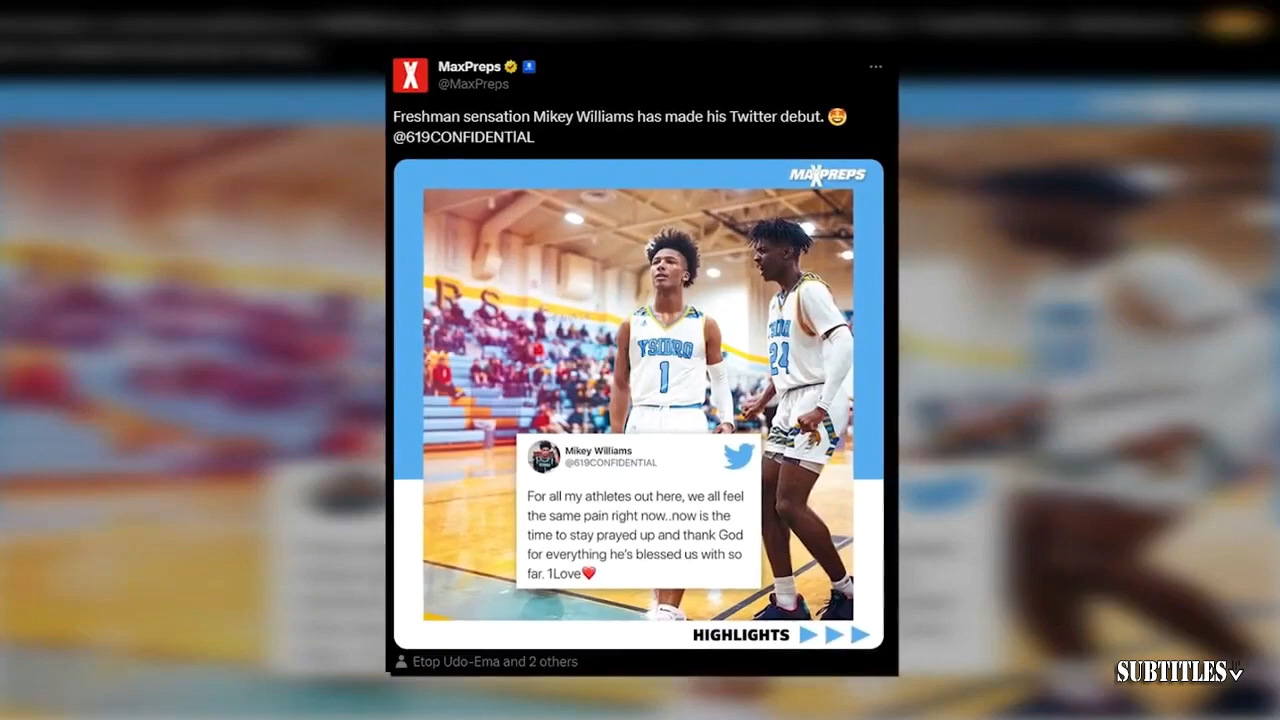 MaxPreps
@MaxPreps
Freshman sensation Mikey Williams has made his Twitter debut. 🤩
@619CONFIDENTIAL
MAXPREPS
YSIDRO
1
24
Mikey Williams
@619CONFIDENTIAL
For all my athletes out here, we all feel
the same pain right now..now is the
time to stay prayed up and thank God
for everything he's blessed us with so
far. 1Love❤️
HIGHLIGHTS
Etop Udo-Ema and 2 others
SUBTITLES